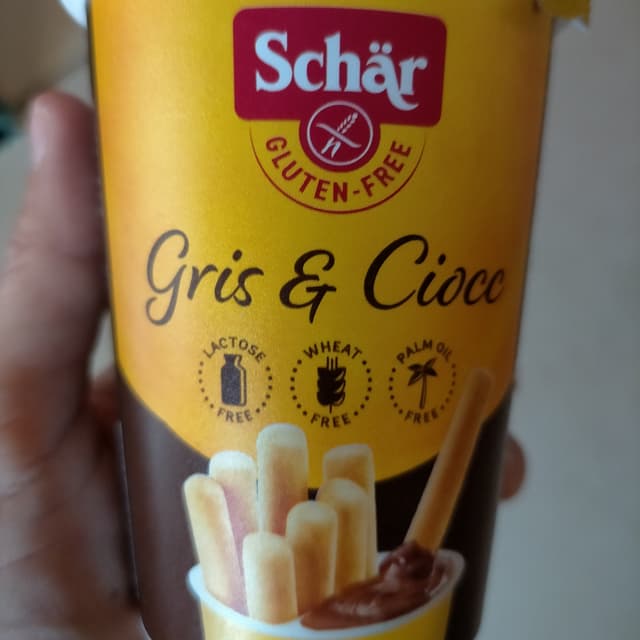 Schär
GLUTEN-FREE
Gris & Ciocc
LACTOSE FREE
WHEAT FREE
PALM OIL FREE